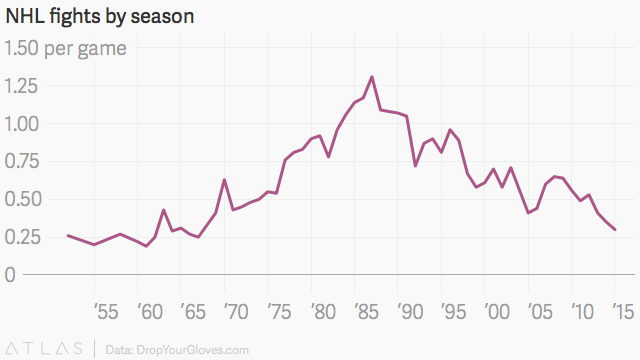 NHL fights by season
1.50 per game
1.25
1.00
0.75
0.50
0.25
0
'55 '60 '65 '70 '75 '80 '85 '90 '95 '00 '05 '10 '15
ATLAS | Data: DropYourGloves.com